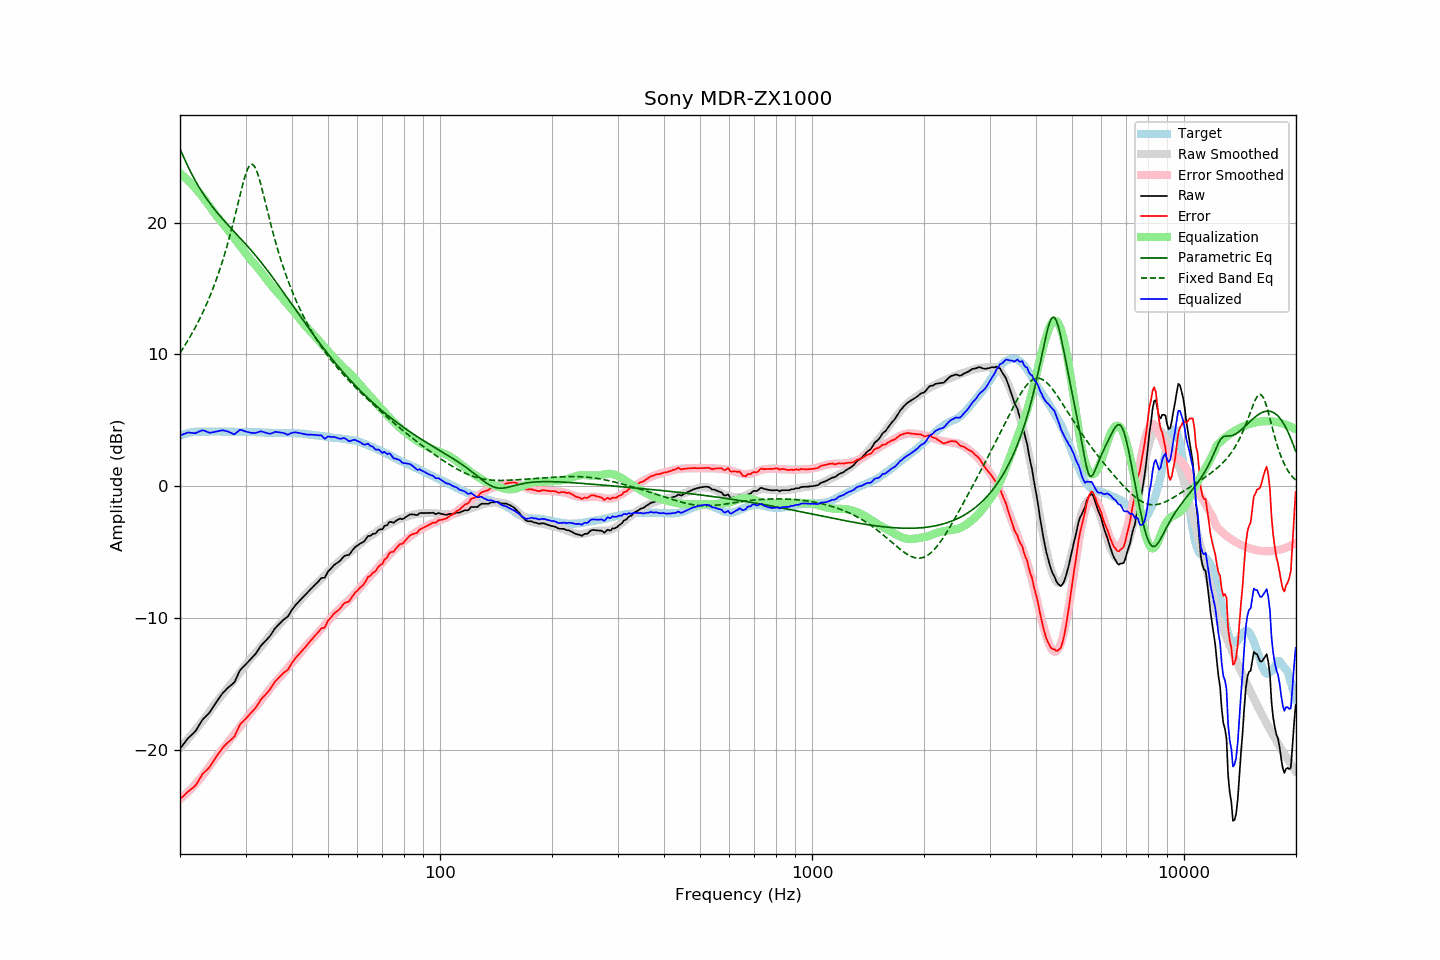 Sony MDR-ZX1000
Target
Raw Smoothed
Error Smoothed
Raw
Error
Equalization
Parametric Eq
Fixed Band Eq
Equalized
20
10
0
−10
−20
Amplitude (dBr)
100
1000
10000
Frequency (Hz)